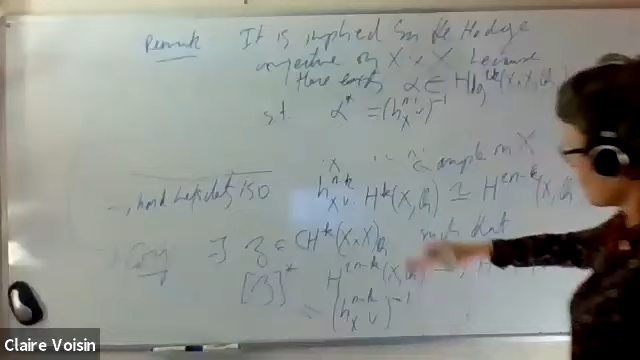 Remark It is implied by the Hodge
conjecture on X × X because
there exists α ∈ Hdg^{2k}(X×X, Q)
s.t. α^* = (h_X^{n-k} ∪)^{-1}
ample on X
hard Lefschetz iso h_X^{n-k} ∪ H^k(X, Q) ≅ H^{2n-k}(X, Q)
Conj ∃ Z ∈ CH^k(X×X)_Q such that
[Z]^* H^{2n-k}(X, Q) →
= (h_X^{n-k} ∪)^{-1}
Claire Voisin